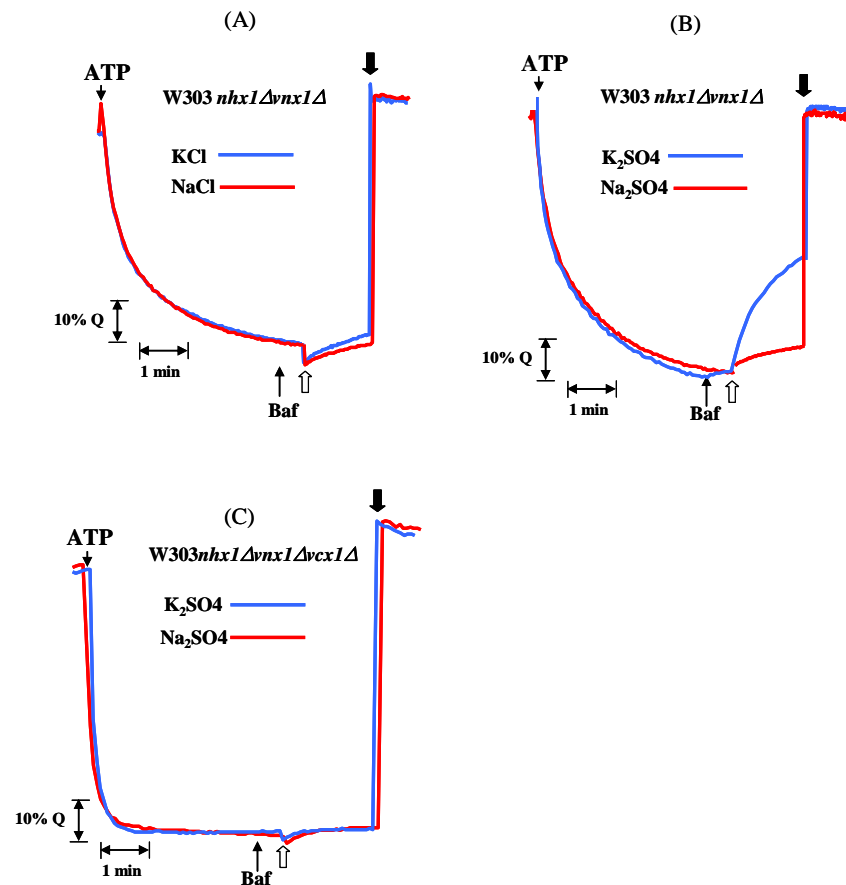 (A)
ATP
W303 nhx1Δvnx1Δ
KCl
NaCl
10% Q
1 min
Baf
(B)
ATP
W303 nhx1Δvnx1Δ
K₂SO4
Na₂SO4
10% Q
1 min
Baf
(C)
ATP
W303nhx1Δvnx1Δvcx1Δ
K₂SO4
Na₂SO4
10% Q
1 min
Baf